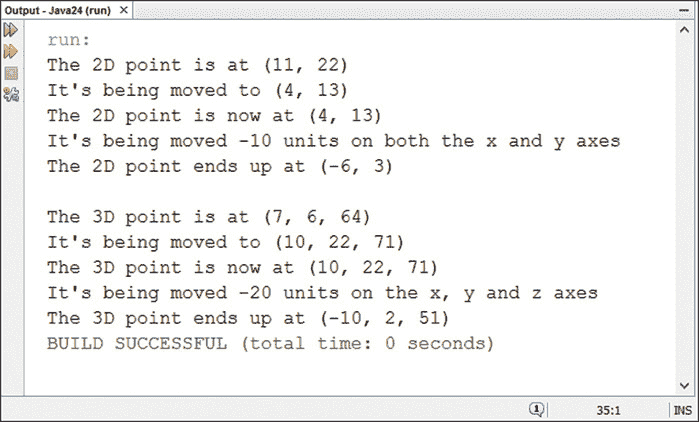 Output - Java24 (run) ×
run:
The 2D point is at (11, 22)
It's being moved to (4, 13)
The 2D point is now at (4, 13)
It's being moved -10 units on both the x and y axes
The 2D point ends up at (-6, 3)
The 3D point is at (7, 6, 64)
It's being moved to (10, 22, 71)
The 3D point is now at (10, 22, 71)
It's being moved -20 units on the x, y and z axes
The 3D point ends up at (-10, 2, 51)
BUILD SUCCESSFUL (total time: 0 seconds)
1 35:1 INS